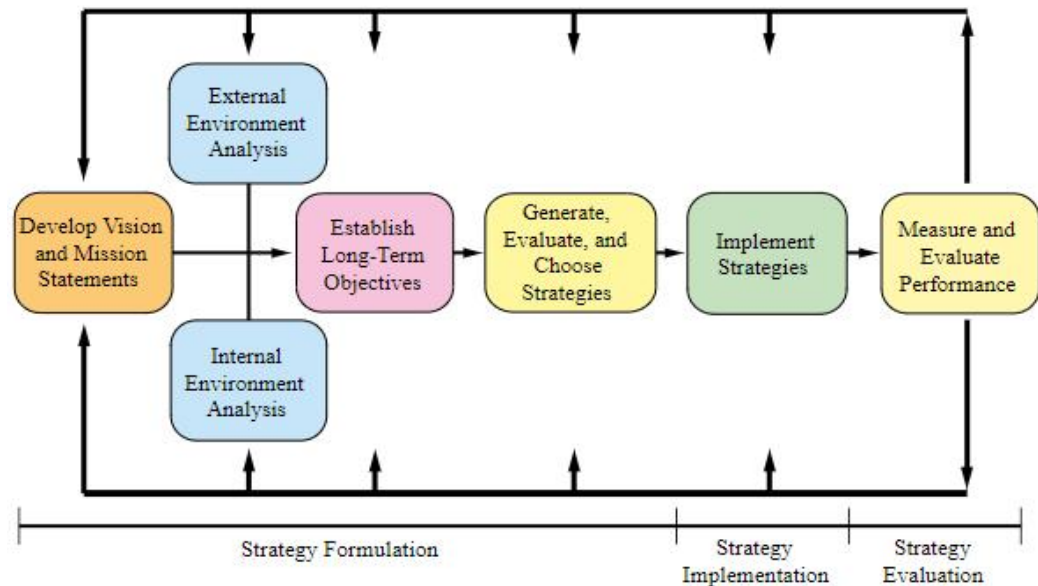 External
Environment
Analysis
Develop Vision
and Mission
Statements
Establish
Long-Term
Objectives
Generate,
Evaluate, and
Choose
Strategies
Implement
Strategies
Measure and
Evaluate
Performance
Internal
Environment
Analysis
Strategy Formulation
Strategy
Implementation
Strategy
Evaluation